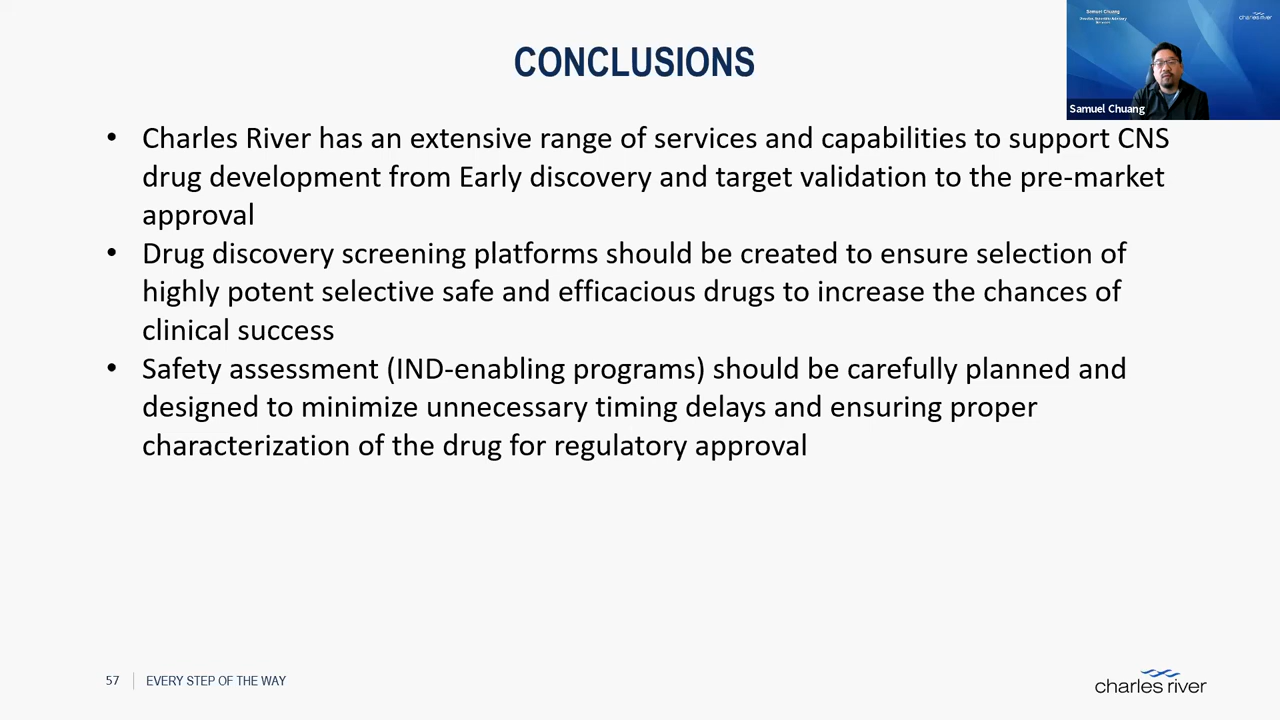 CONCLUSIONS
Samuel Chuang
charles river
Samuel Chuang
• Charles River has an extensive range of services and capabilities to support CNS
drug development from Early discovery and target validation to the pre-market
approval
• Drug discovery screening platforms should be created to ensure selection of
highly potent selective safe and efficacious drugs to increase the chances of
clinical success
• Safety assessment (IND-enabling programs) should be carefully planned and
designed to minimize unnecessary timing delays and ensuring proper
characterization of the drug for regulatory approval
57 EVERY STEP OF THE WAY
charles river